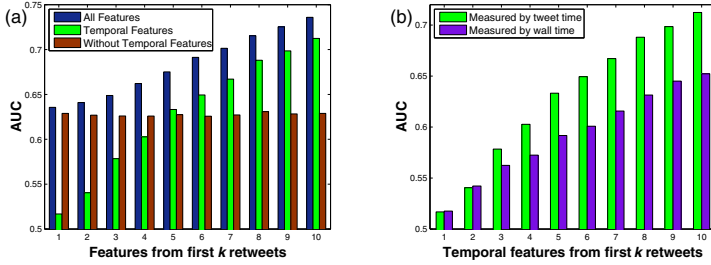 (a)
All Features
Temporal Features
Without Temporal Features
AUC
0.75
0.7
0.65
0.6
0.55
0.5
1 2 3 4 5 6 7 8 9 10
Features from first k retweets
(b)
Measured by tweet time
Measured by wall time
AUC
0.7
0.65
0.6
0.55
0.5
1 2 3 4 5 6 7 8 9 10
Temporal features from first k retweets